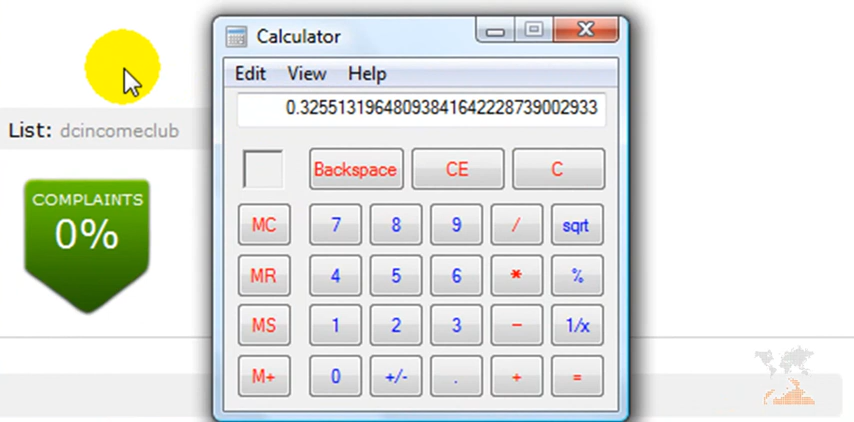 Calculator
Edit View Help
0.32551319648093841642228739002933
List: dcincomeclub
Backspace CE C
COMPLAINTS
0%
MC 7 8 9 / sqrt
MR 4 5 6 * %
MS 1 2 3 - 1/x
M+ 0 +/- . + =